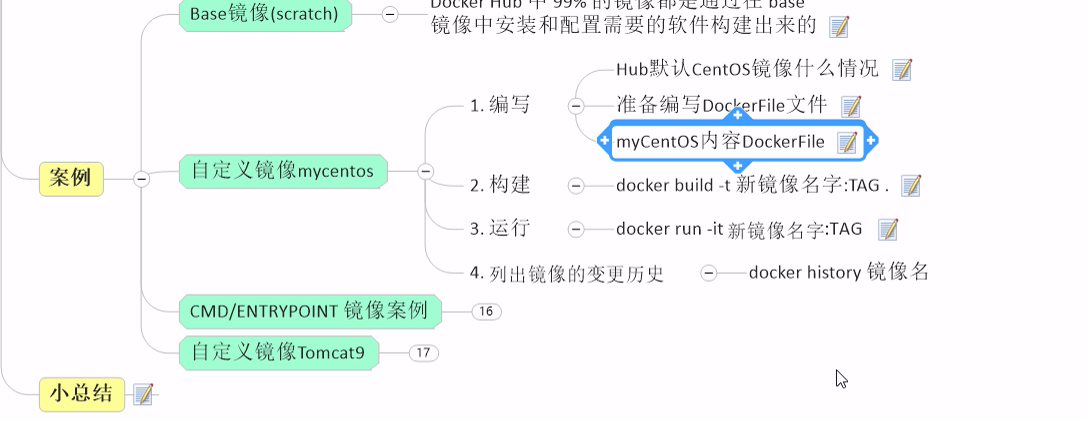 Docker Hub 中 99% 的镜像都是通过在 base
镜像中安装和配置需要的软件构建出来的
Base镜像(scratch)
Hub默认CentOS镜像什么情况
1. 编写
准备编写DockerFile文件
myCentOS内容DockerFile
案例
自定义镜像mycentos
2. 构建
docker build -t 新镜像名字:TAG .
3. 运行
docker run -it 新镜像名字:TAG
4. 列出镜像的变更历史
docker history 镜像名
CMD/ENTRYPOINT 镜像案例
16
自定义镜像Tomcat9
17
小总结